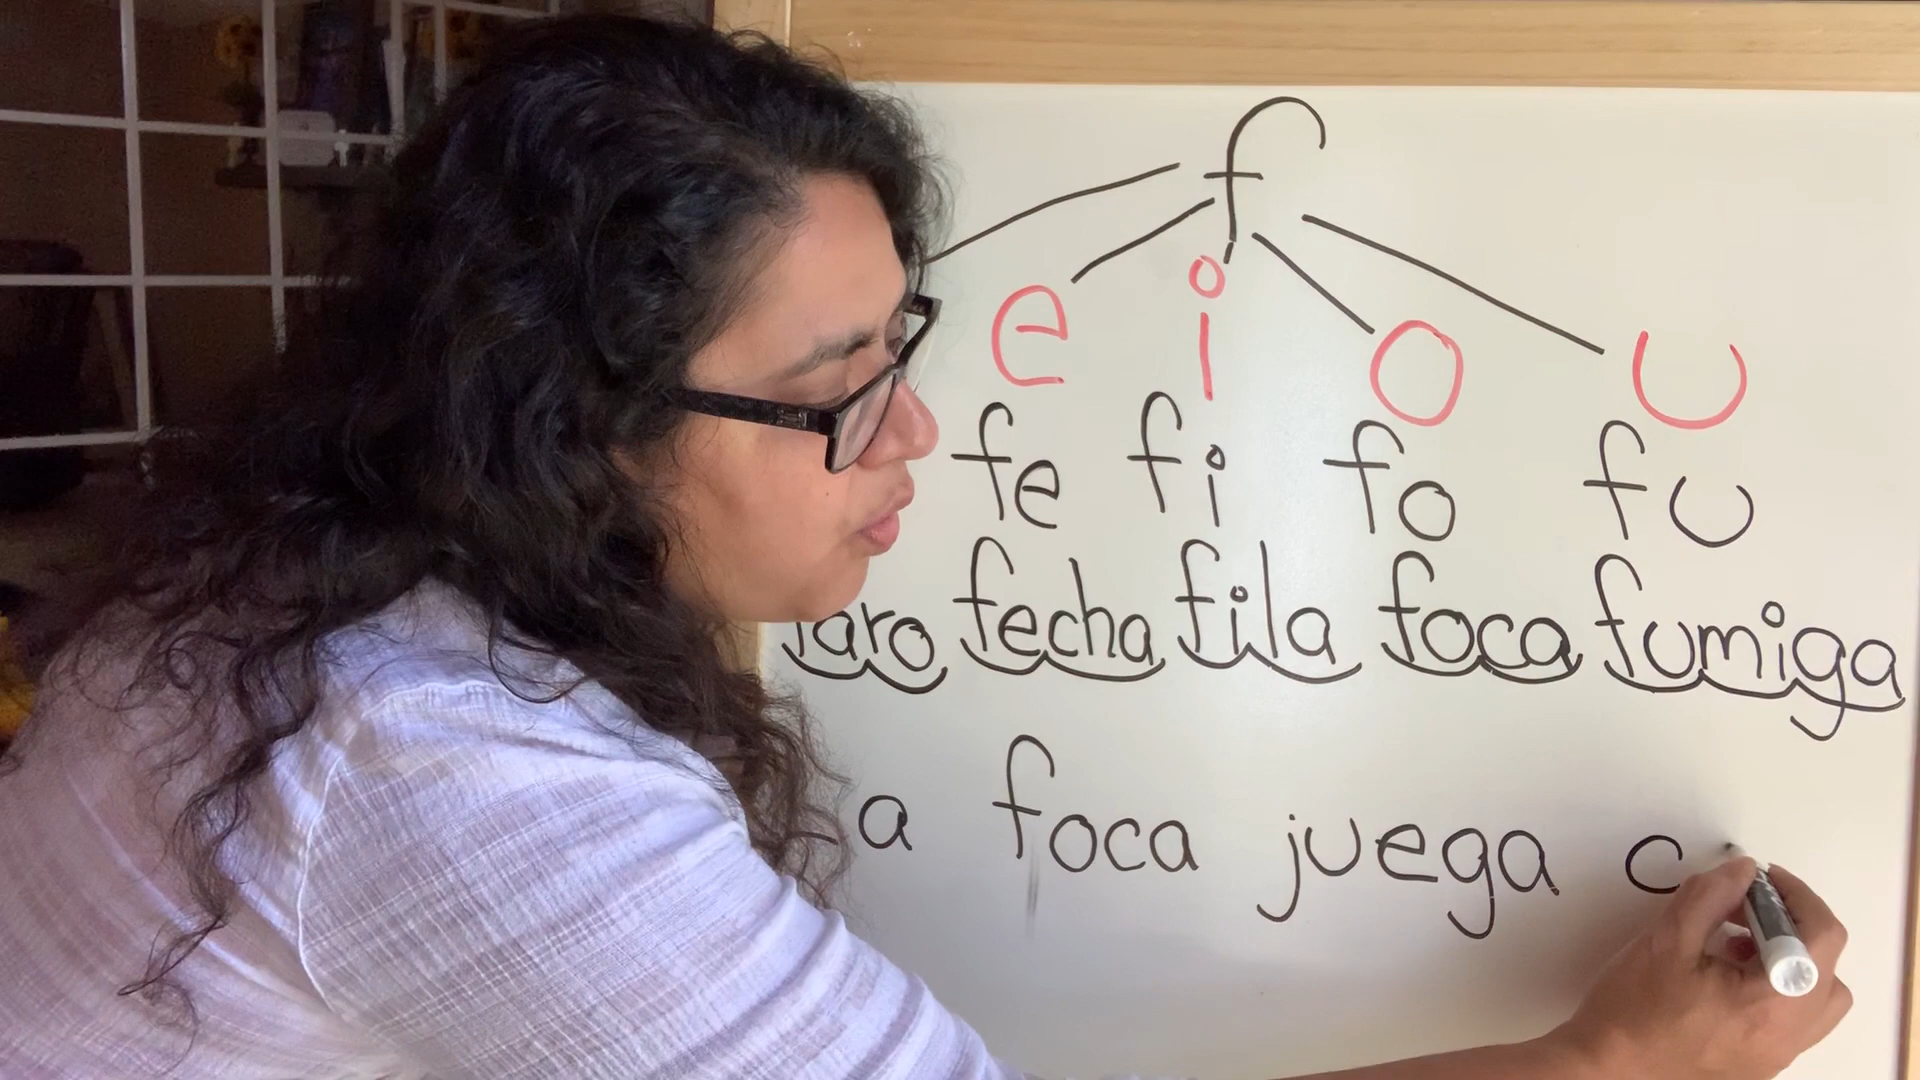 f
e i o u
fe fi fo fu
faro fecha fila foca fumiga
La foca juega c